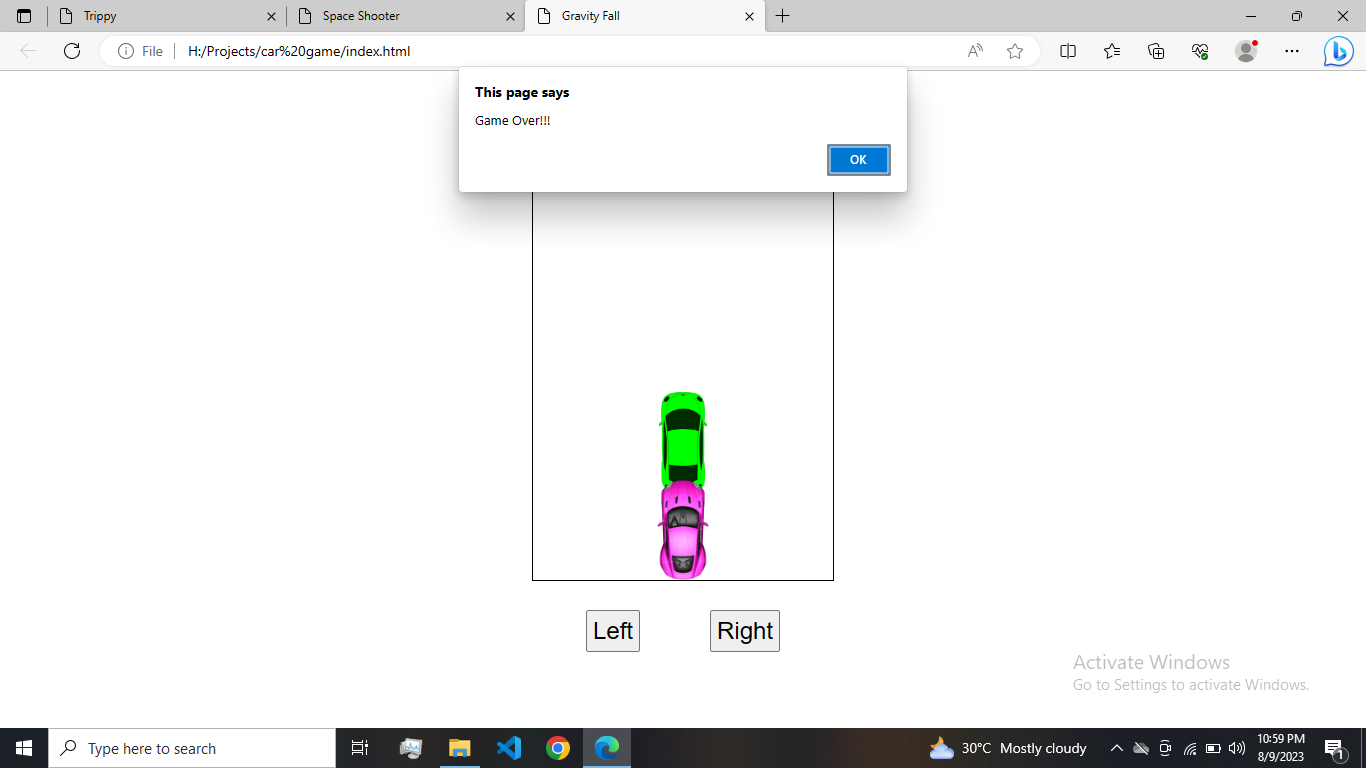 Trippy
Space Shooter
Gravity Fall
File
H:/Projects/car%20game/index.html
This page says
Game Over!!!
OK
Left
Right
Activate Windows
Go to Settings to activate Windows.
Type here to search
30°C Mostly cloudy
10:59 PM
8/9/2023
1